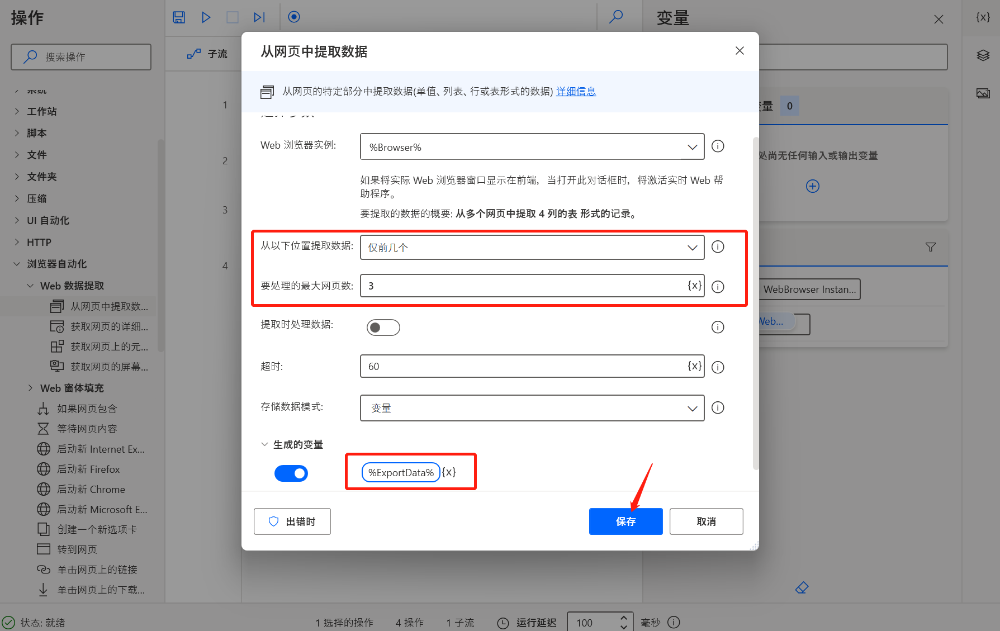 操作
搜索操作
系统
工作站
脚本
文件
文件夹
压缩
UI 自动化
HTTP
浏览器自动化
Web 数据提取
从网页中提取数...
获取网页的详细...
获取网页上的元...
获取网页的屏幕...
Web 窗体填充
如果网页包含
等待网页内容
启动新 Internet Ex...
启动新 Firefox
启动新 Chrome
启动新 Microsoft E...
创建一个新选项卡
转到网页
单击网页上的链接
单击网页上的下载...
子流
1
2
3
4
从网页中提取数据
从网页的特定部分中提取数据(单值、列表、行或表形式的数据) 详细信息
选择参数
Web 浏览器实例:
%Browser%
如果将实际 Web 浏览器窗口显示在前端，当打开此对话框时，将激活实时 Web 帮
助程序。
要提取的数据的概要: 从多个网页中提取 4 列的表 形式的记录。
从以下位置提取数据:
仅前几个
要处理的最大网页数:
3
{x}
提取时处理数据:
超时:
60
{x}
存储数据模式:
变量
生成的变量
%ExportData% {x}
出错时
保存
取消
变量
{x}
变量 0
处尚无任何输入或输出变量
WebBrowser Instan...
Web...
状态: 就绪
1 选择的操作
4 操作
1 子流
运行延迟
100
毫秒